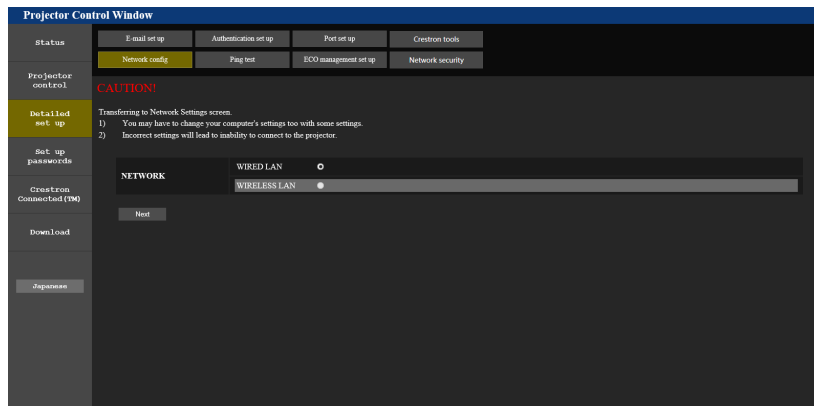 Projector Control Window
Status
Projector
control
Detailed
set up
Set up
passwords
Crestron
Connected(TM)
Download
Japanese
E-mail set up
Authentication set up
Port set up
Crestron tools
Network config
Ping test
ECO management set up
Network security
CAUTION!
Transferring to Network Settings screen.
1) You may have to change your computer's settings too with some settings.
2) Incorrect settings will lead to inability to connect to the projector.
NETWORK
WIRED LAN
WIRELESS LAN
Next